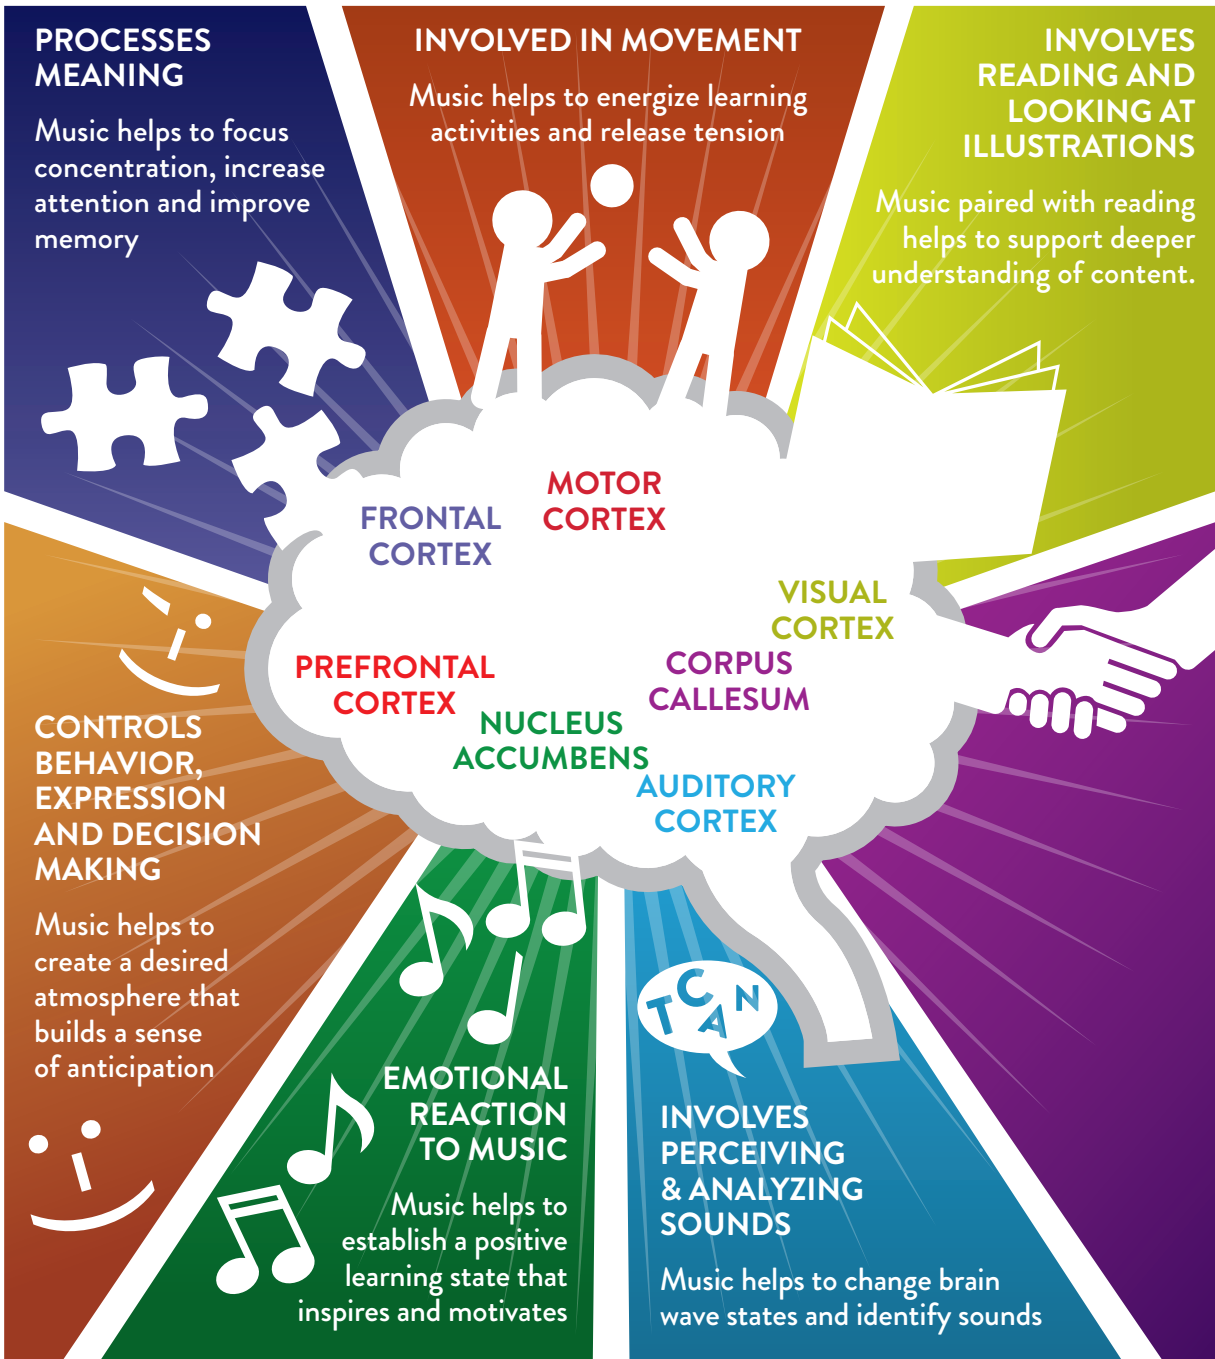 PROCESSES
MEANING
Music helps to focus
concentration, increase
attention and improve
memory
INVOLVED IN MOVEMENT
Music helps to energize learning
activities and release tension
INVOLVES
READING AND
LOOKING AT
ILLUSTRATIONS
Music paired with reading
helps to support deeper
understanding of content.
MOTOR
CORTEX
FRONTAL
CORTEX
VISUAL
CORTEX
PREFRONTAL
CORTEX
CORPUS
CALLESUM
NUCLEUS
ACCUMBENS
AUDITORY
CORTEX
CONTROLS
BEHAVIOR,
EXPRESSION
AND DECISION
MAKING
Music helps to
create a desired
atmosphere that
builds a sense
of anticipation
EMOTIONAL
REACTION
TO MUSIC
Music helps to
establish a positive
learning state that
inspires and motivates
TCAN
INVOLVES
PERCEIVING
& ANALYZING
SOUNDS
Music helps to change brain
wave states and identify sounds